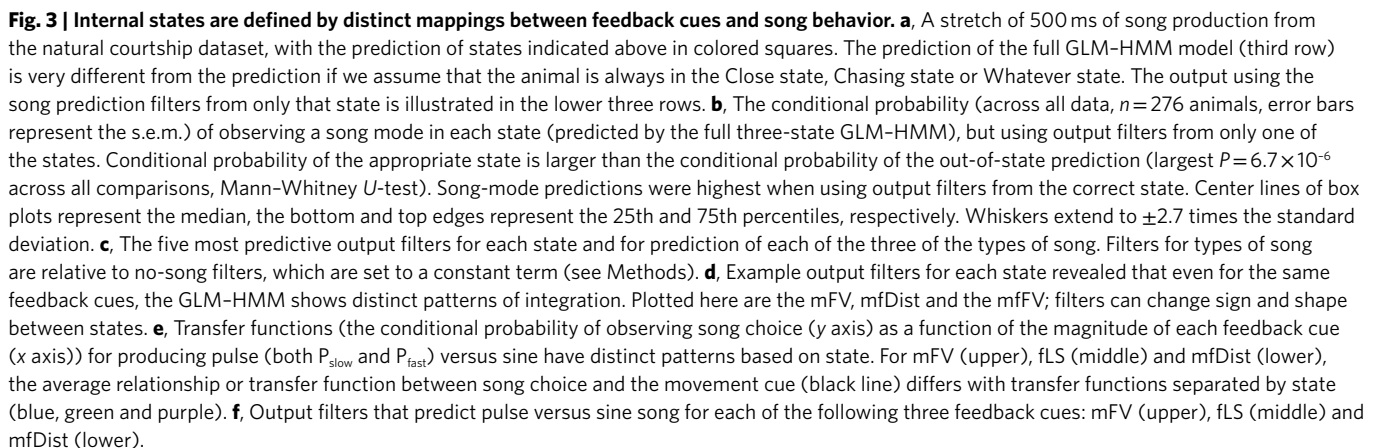 Fig. 3 | Internal states are defined by distinct mappings between feedback cues and song behavior. a, A stretch of 500 ms of song production from
the natural courtship dataset, with the prediction of states indicated above in colored squares. The prediction of the full GLM–HMM model (third row)
is very different from the prediction if we assume that the animal is always in the Close state, Chasing state or Whatever state. The output using the
song prediction filters from only that state is illustrated in the lower three rows. b, The conditional probability (across all data, n = 276 animals, error bars
represent the s.e.m.) of observing a song mode in each state (predicted by the full three-state GLM–HMM), but using output filters from only one of
the states. Conditional probability of the appropriate state is larger than the conditional probability of the out-of-state prediction (largest P = 6.7 × 10⁻⁶
across all comparisons, Mann–Whitney U-test). Song-mode predictions were highest when using output filters from the correct state. Center lines of box
plots represent the median, the bottom and top edges represent the 25th and 75th percentiles, respectively. Whiskers extend to ±2.7 times the standard
deviation. c, The five most predictive output filters for each state and for prediction of each of the three of the types of song. Filters for types of song
are relative to no-song filters, which are set to a constant term (see Methods). d, Example output filters for each state revealed that even for the same
feedback cues, the GLM–HMM shows distinct patterns of integration. Plotted here are the mFV, mfDist and the mfFV; filters can change sign and shape
between states. e, Transfer functions (the conditional probability of observing song choice (y axis) as a function of the magnitude of each feedback cue
(x axis)) for producing pulse (both Pslow and Pfast) versus sine have distinct patterns based on state. For mFV (upper), fLS (middle) and mfDist (lower),
the average relationship or transfer function between song choice and the movement cue (black line) differs with transfer functions separated by state
(blue, green and purple). f, Output filters that predict pulse versus sine song for each of the following three feedback cues: mFV (upper), fLS (middle) and
mfDist (lower).